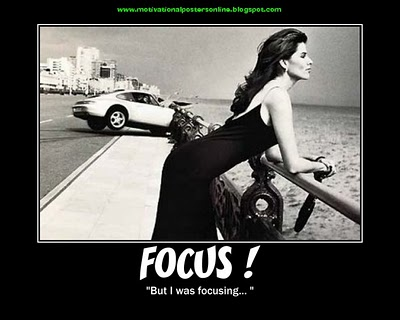 www.motivationalpostersonline.blogspot.com
FOCUS !
"But I was focusing... "